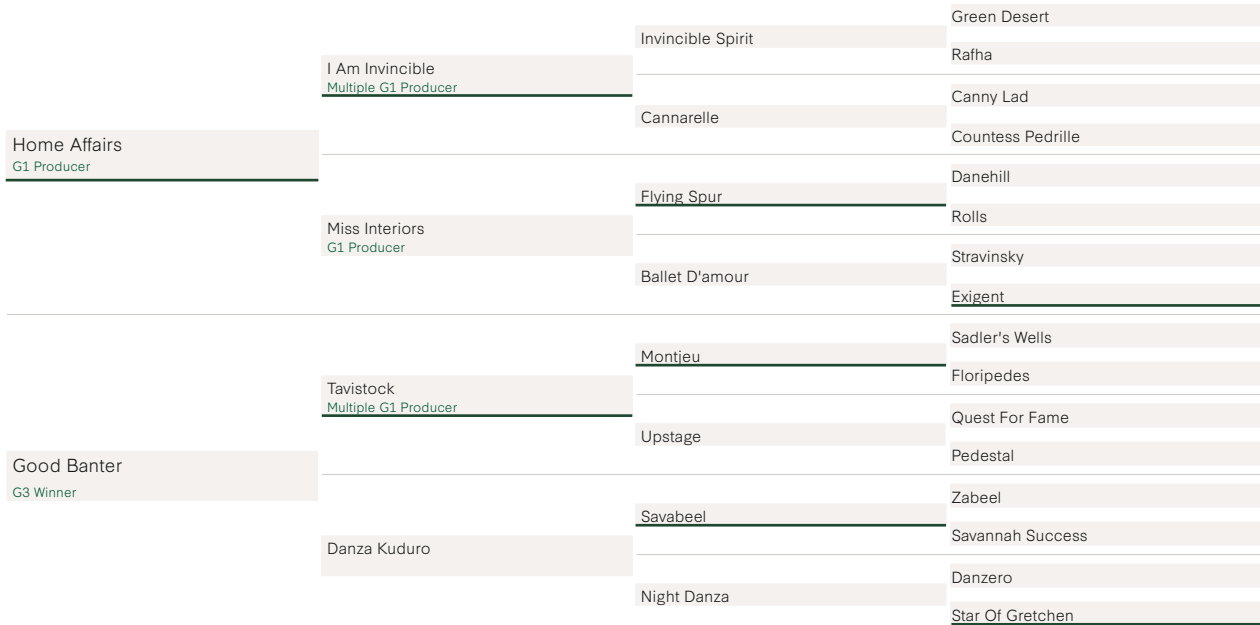 Home Affairs
G1 Producer
Good Banter
G3 Winner
I Am Invincible
Multiple G1 Producer
Miss Interiors
G1 Producer
Tavistock
Multiple G1 Producer
Danza Kuduro
Invincible Spirit
Cannarelle
Flying Spur
Ballet D'amour
Montjeu
Upstage
Savabeel
Night Danza
Green Desert
Rafha
Canny Lad
Countess Pedrille
Danehill
Rolls
Stravinsky
Exigent
Sadler's Wells
Floripedes
Quest For Fame
Pedestal
Zabeel
Savannah Success
Danzero
Star Of Gretchen